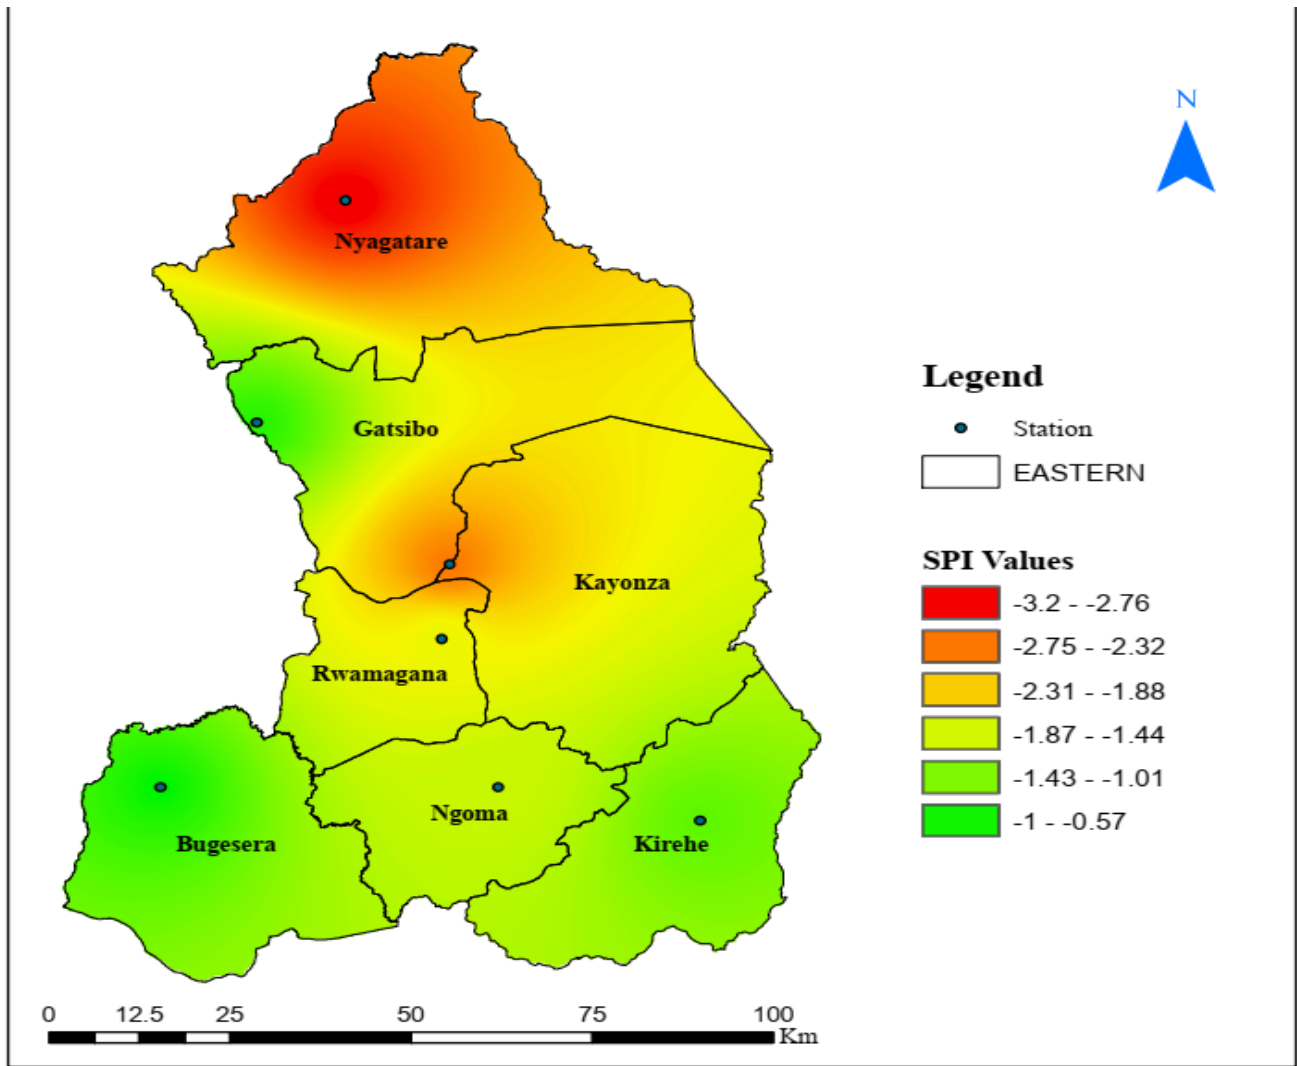 N
Nyagatare
Gatsibo
Kayonza
Rwamagana
Ngoma
Bugesera
Kirehe
Legend
Station
EASTERN
SPI Values
-3.2 - -2.76
-2.75 - -2.32
-2.31 - -1.88
-1.87 - -1.44
-1.43 - -1.01
-1 - -0.57
0 12.5 25 50 75 100
Km